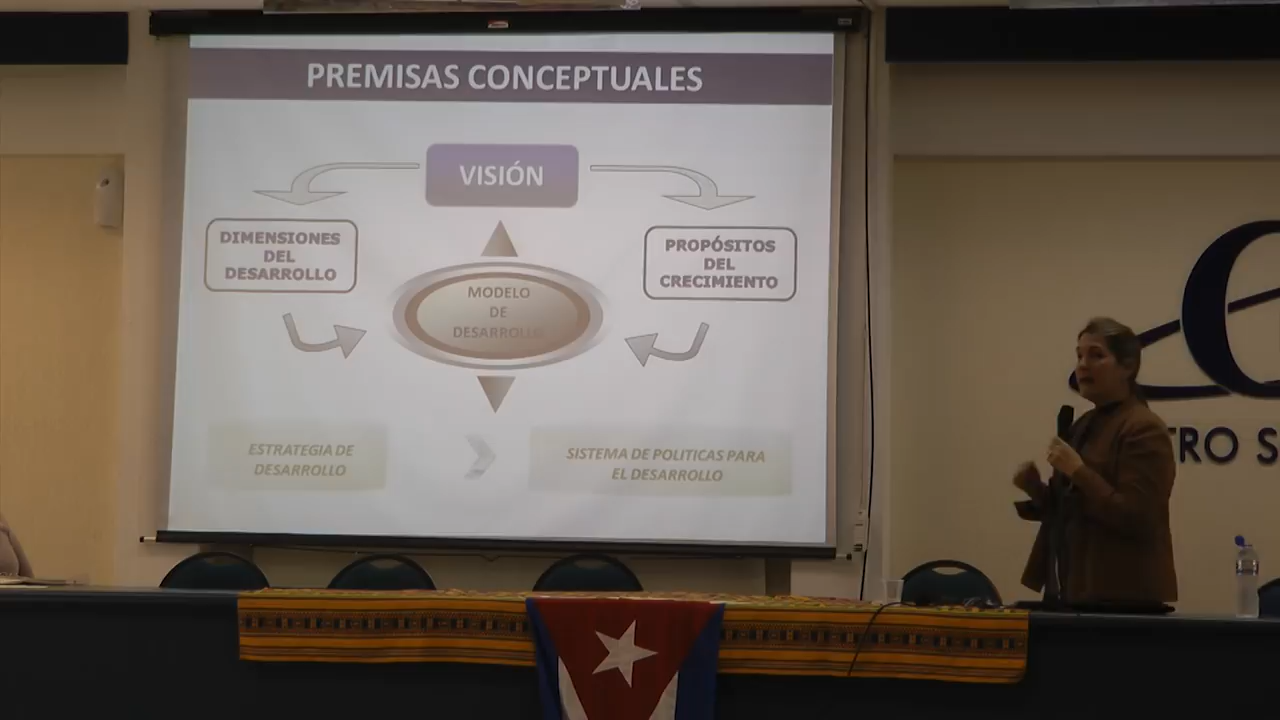 PREMISAS CONCEPTUALES
VISIÓN
DIMENSIONES
DEL
DESARROLLO
PROPÓSITOS
DEL
CRECIMIENTO
MODELO
DE
DESARROLLO
ESTRATEGIA DE
DESARROLLO
SISTEMA DE POLITICAS PARA
EL DESARROLLO
TRO S